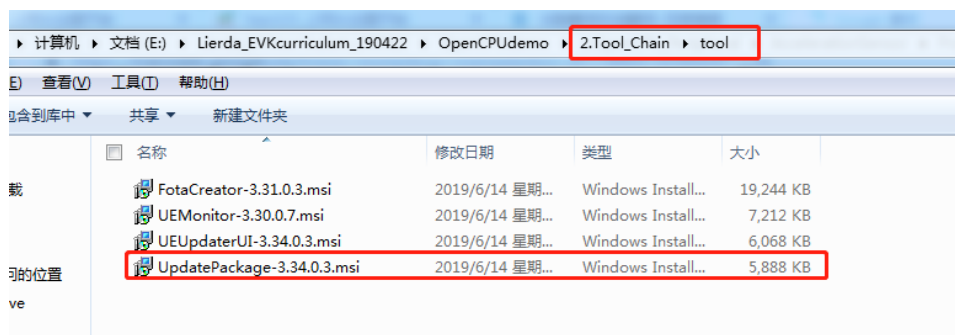 计算机 文档 (E:) Lierda_EVKcurriculum_190422 OpenCPUdemo 2.Tool_Chain tool
E) 查看(V) 工具(T) 帮助(H)
包含到库中 共享 新建文件夹
名称 修改日期 类型 大小
载 FotaCreator-3.31.0.3.msi 2019/6/14 星期... Windows Install... 19,244 KB
UEMonitor-3.30.0.7.msi 2019/6/14 星期... Windows Install... 7,212 KB
UEUpdaterUI-3.34.0.3.msi 2019/6/14 星期... Windows Install... 6,068 KB
UpdatePackage-3.34.0.3.msi 2019/6/14 星期... Windows Install... 5,888 KB
问的位置
ve